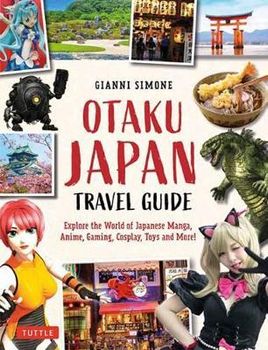 GIANNI SIMONE
OTAKU
JAPAN
TRAVEL GUIDE
Explore the World of Japanese Manga,
Anime, Gaming, Cosplay, Toys and More!
TUTTLE